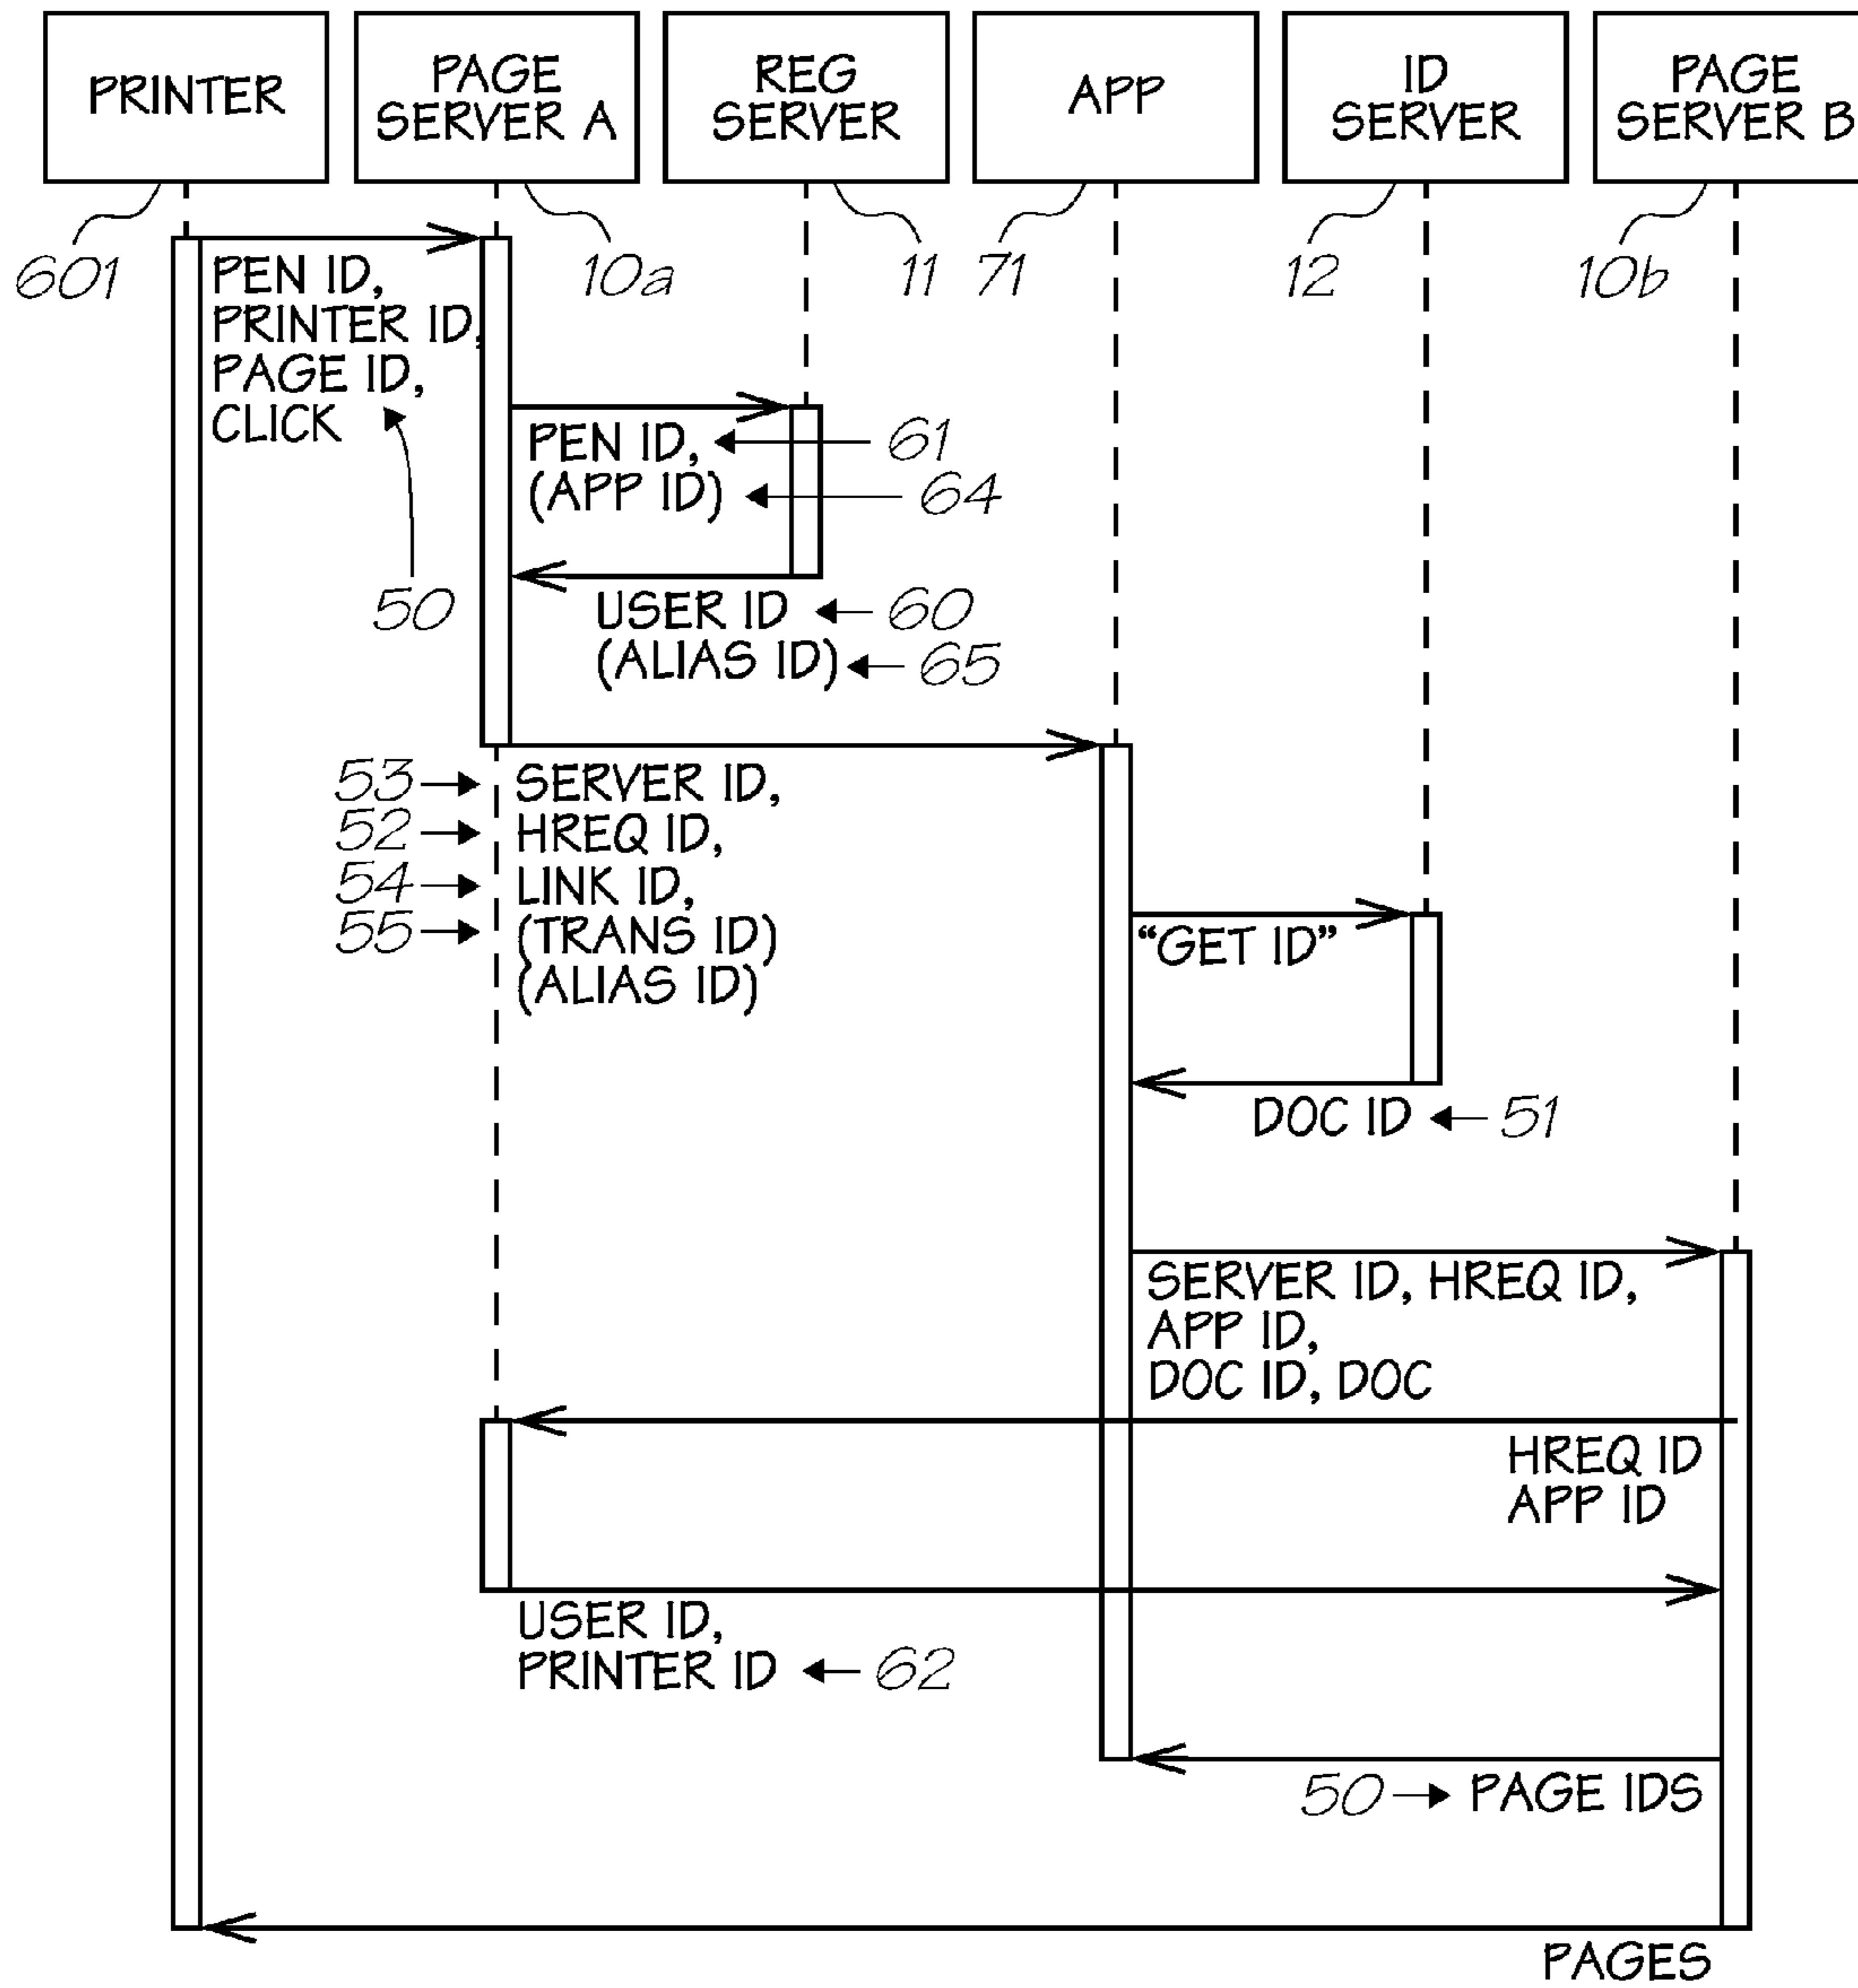 PRINTER
PAGE
SERVER A
REG
SERVER
APP
ID
SERVER
PAGE
SERVER B
601
10a
11
71
12
10b
PEN ID,
PRINTER ID,
PAGE ID,
CLICK
50
PEN ID,
61
(APP ID)
64
USER ID
60
(ALIAS ID)
65
53
SERVER ID,
52
HREQ ID,
54
LINK ID,
55
(TRANS ID)
(ALIAS ID)
“GET ID”
DOC ID
51
SERVER ID, HREQ ID,
APP ID,
DOC ID, DOC
HREQ ID
APP ID
USER ID,
PRINTER ID
62
50
PAGE IDS
PAGES